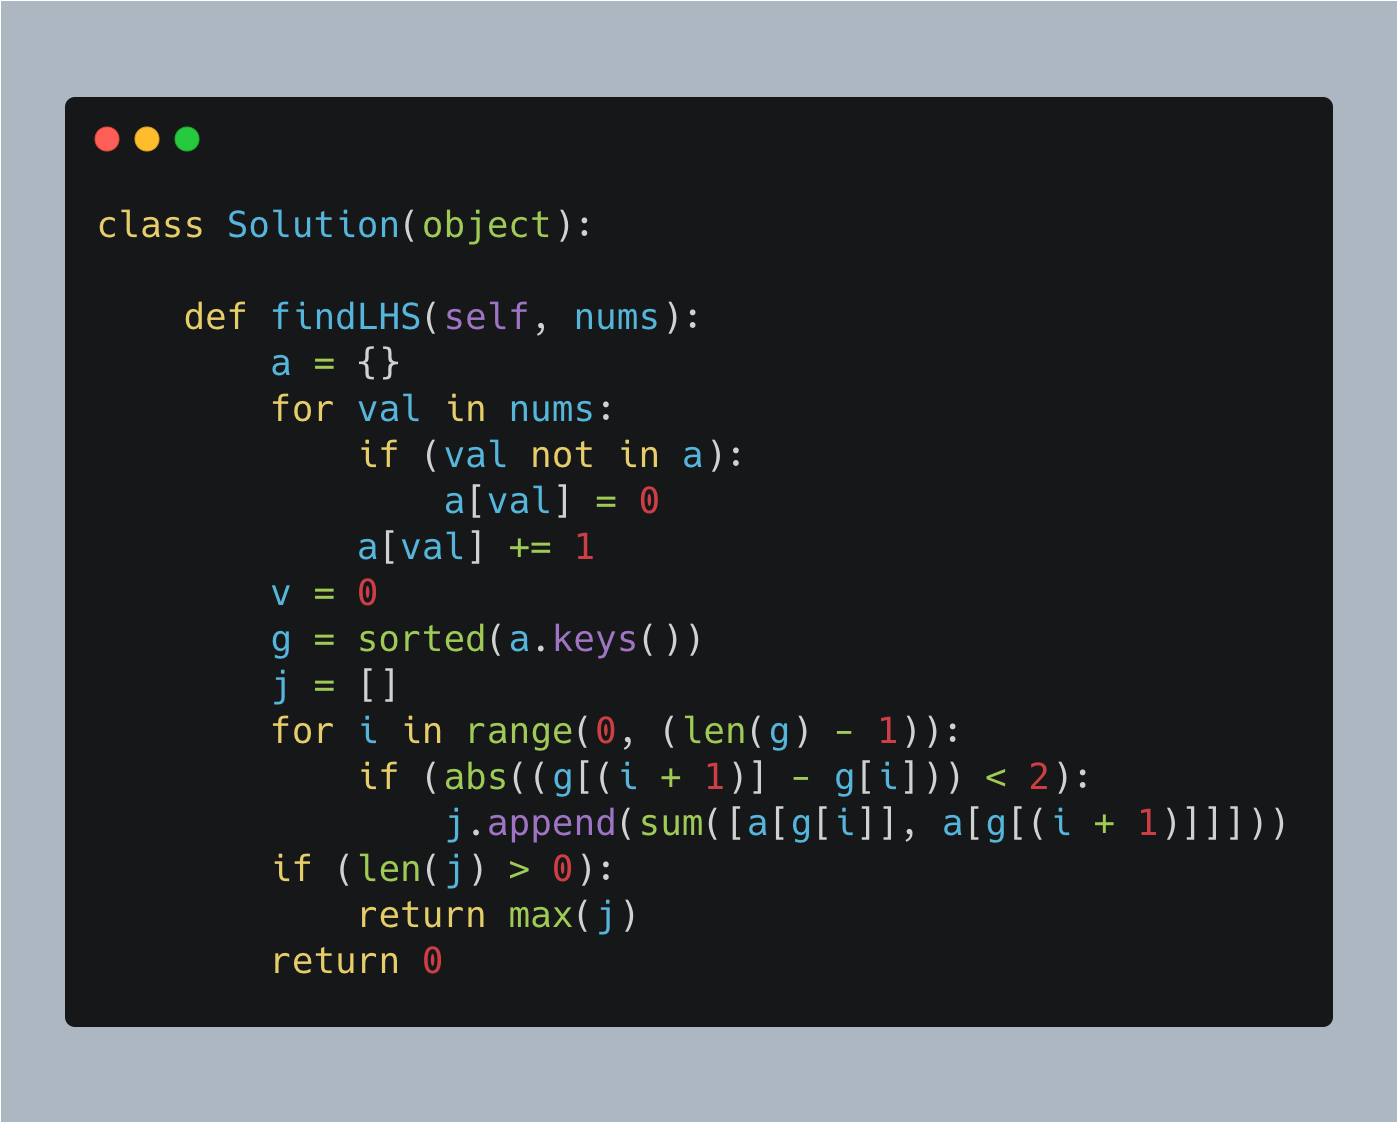 class Solution(object):

    def findLHS(self, nums):
        a = {}
        for val in nums:
            if (val not in a):
                a[val] = 0
            a[val] += 1
        v = 0
        g = sorted(a.keys())
        j = []
        for i in range(0, (len(g) - 1)):
            if (abs((g[(i + 1)] - g[i])) < 2):
                j.append(sum([a[g[i]], a[g[(i + 1)]]]))
        if (len(j) > 0):
            return max(j)
        return 0